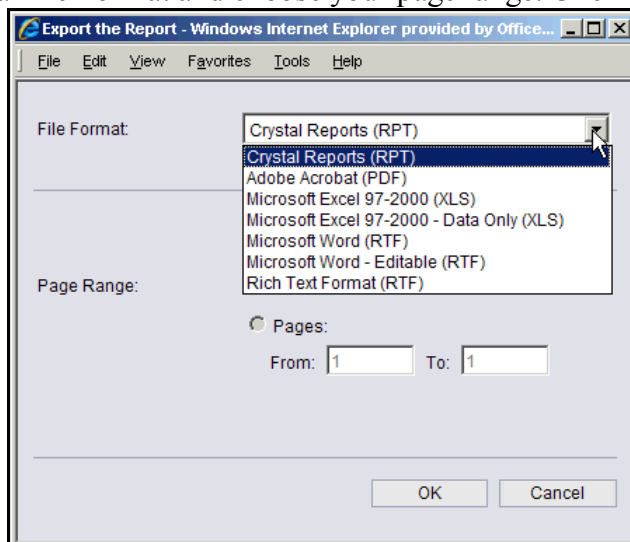 Export the Report - Windows Internet Explorer provided by Office...
File Edit View Favorites Tools Help
File Format: Crystal Reports (RPT)
Crystal Reports (RPT)
Adobe Acrobat (PDF)
Microsoft Excel 97-2000 (XLS)
Microsoft Excel 97-2000 - Data Only (XLS)
Microsoft Word (RTF)
Microsoft Word - Editable (RTF)
Page Range: Rich Text Format (RTF)
Pages:
From: 1 To: 1
OK Cancel